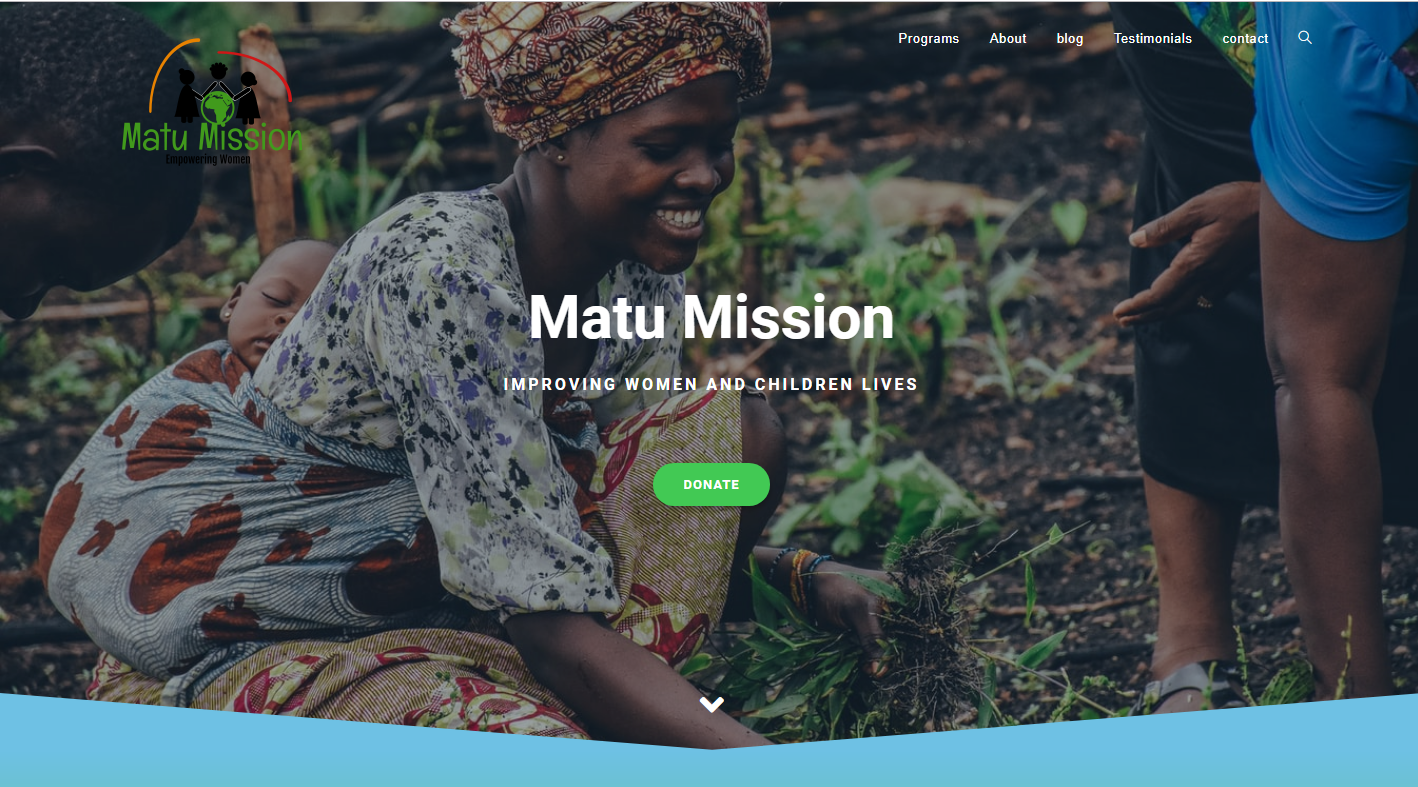 Programs About blog Testimonials contact
Matu Mission
Empowering Women
Matu Mission
IMPROVING WOMEN AND CHILDREN LIVES
DONATE